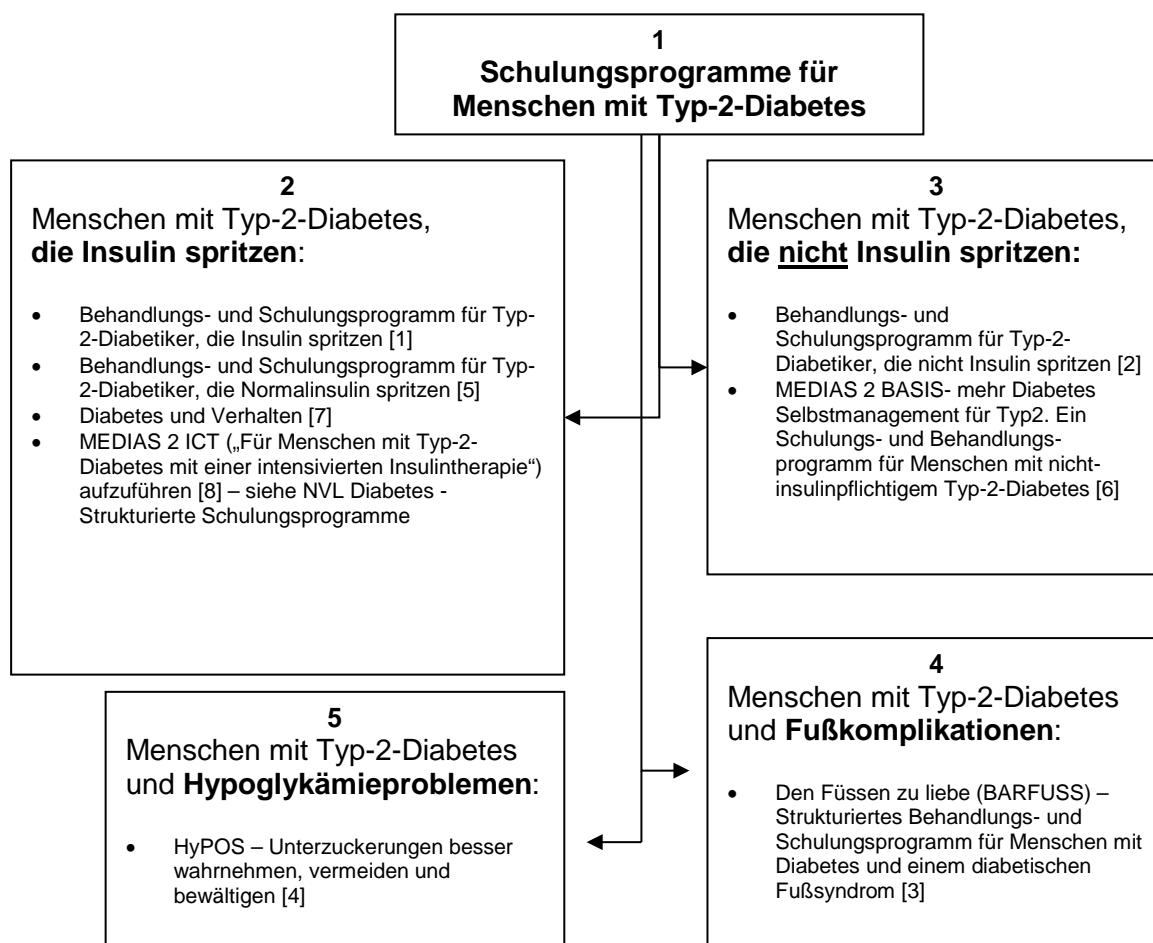 1
Schulungsprogramme für
Menschen mit Typ-2-Diabetes
2
Menschen mit Typ-2-Diabetes,
die Insulin spritzen:
• Behandlungs- und Schulungsprogramm für Typ-
2-Diabetiker, die Insulin spritzen [1]
• Behandlungs- und Schulungsprogramm für Typ-
2-Diabetiker, die Normalinsulin spritzen [5]
• Diabetes und Verhalten [7]
• MEDIAS 2 ICT („Für Menschen mit Typ-2-
Diabetes mit einer intensivierten Insulintherapie“)
aufzuführen [8] – siehe NVL Diabetes -
Strukturierte Schulungsprogramme
3
Menschen mit Typ-2-Diabetes,
die nicht Insulin spritzen:
• Behandlungs- und
Schulungsprogramm für Typ-2-
Diabetiker, die nicht Insulin spritzen [2]
• MEDIAS 2 BASIS- mehr Diabetes
Selbstmanagement für Typ2. Ein
Schulungs- und Behandlungs-
programm für Menschen mit nicht-
insulinpflichtigem Typ-2-Diabetes [6]
4
Menschen mit Typ-2-Diabetes
und Fußkomplikationen:
• Den Füssen zu liebe (BARFUSS) –
Strukturiertes Behandlungs- und
Schulungsprogramm für Menschen mit
Diabetes und einem diabetischen
Fußsyndrom [3]
5
Menschen mit Typ-2-Diabetes
und Hypoglykämieproblemen:
• HyPOS – Unterzuckerungen besser
wahrnehmen, vermeiden und
bewältigen [4]